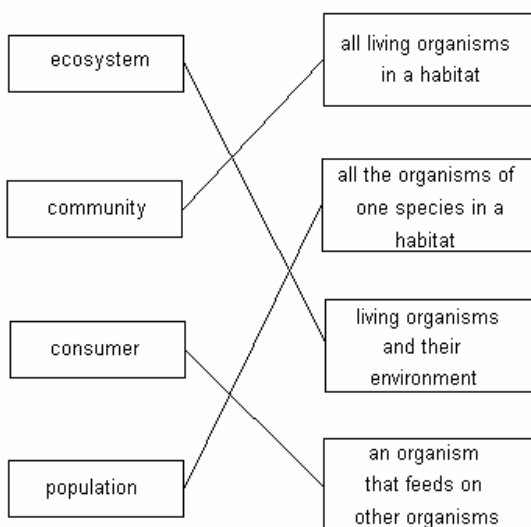 ecosystem
all living organisms
in a habitat
community
all the organisms of
one species in a
habitat
consumer
living organisms
and their
environment
population
an organism
that feeds on
other organisms